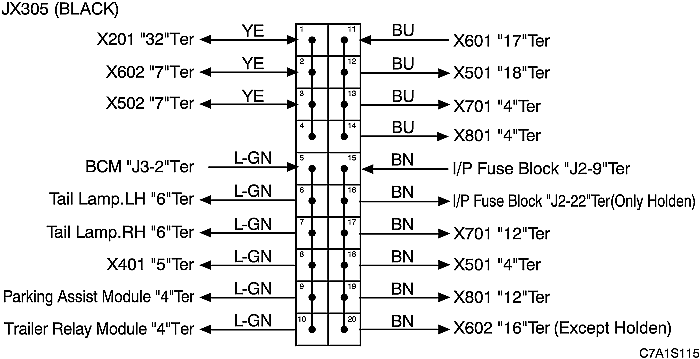 JX305 (BLACK)
X201 "32"Ter YE 1 11 BU X601 "17"Ter
X602 "7"Ter YE 2 12 BU X501 "18"Ter
X502 "7"Ter YE 3 13 BU X701 "4"Ter
4 14 BU X801 "4"Ter
BCM "J3-2"Ter L-GN 5 15 BN I/P Fuse Block "J2-9"Ter
Tail Lamp.LH "6"Ter L-GN 6 16 BN I/P Fuse Block "J2-22"Ter(Only Holden)
Tail Lamp.RH "6"Ter L-GN 7 17 BN X701 "12"Ter
X401 "5"Ter L-GN 8 18 BN X501 "4"Ter
Parking Assist Module "4"Ter L-GN 9 19 BN X801 "12"Ter
Trailer Relay Module "4"Ter L-GN 10 20 BN X602 "16"Ter (Except Holden)
C7A1S115